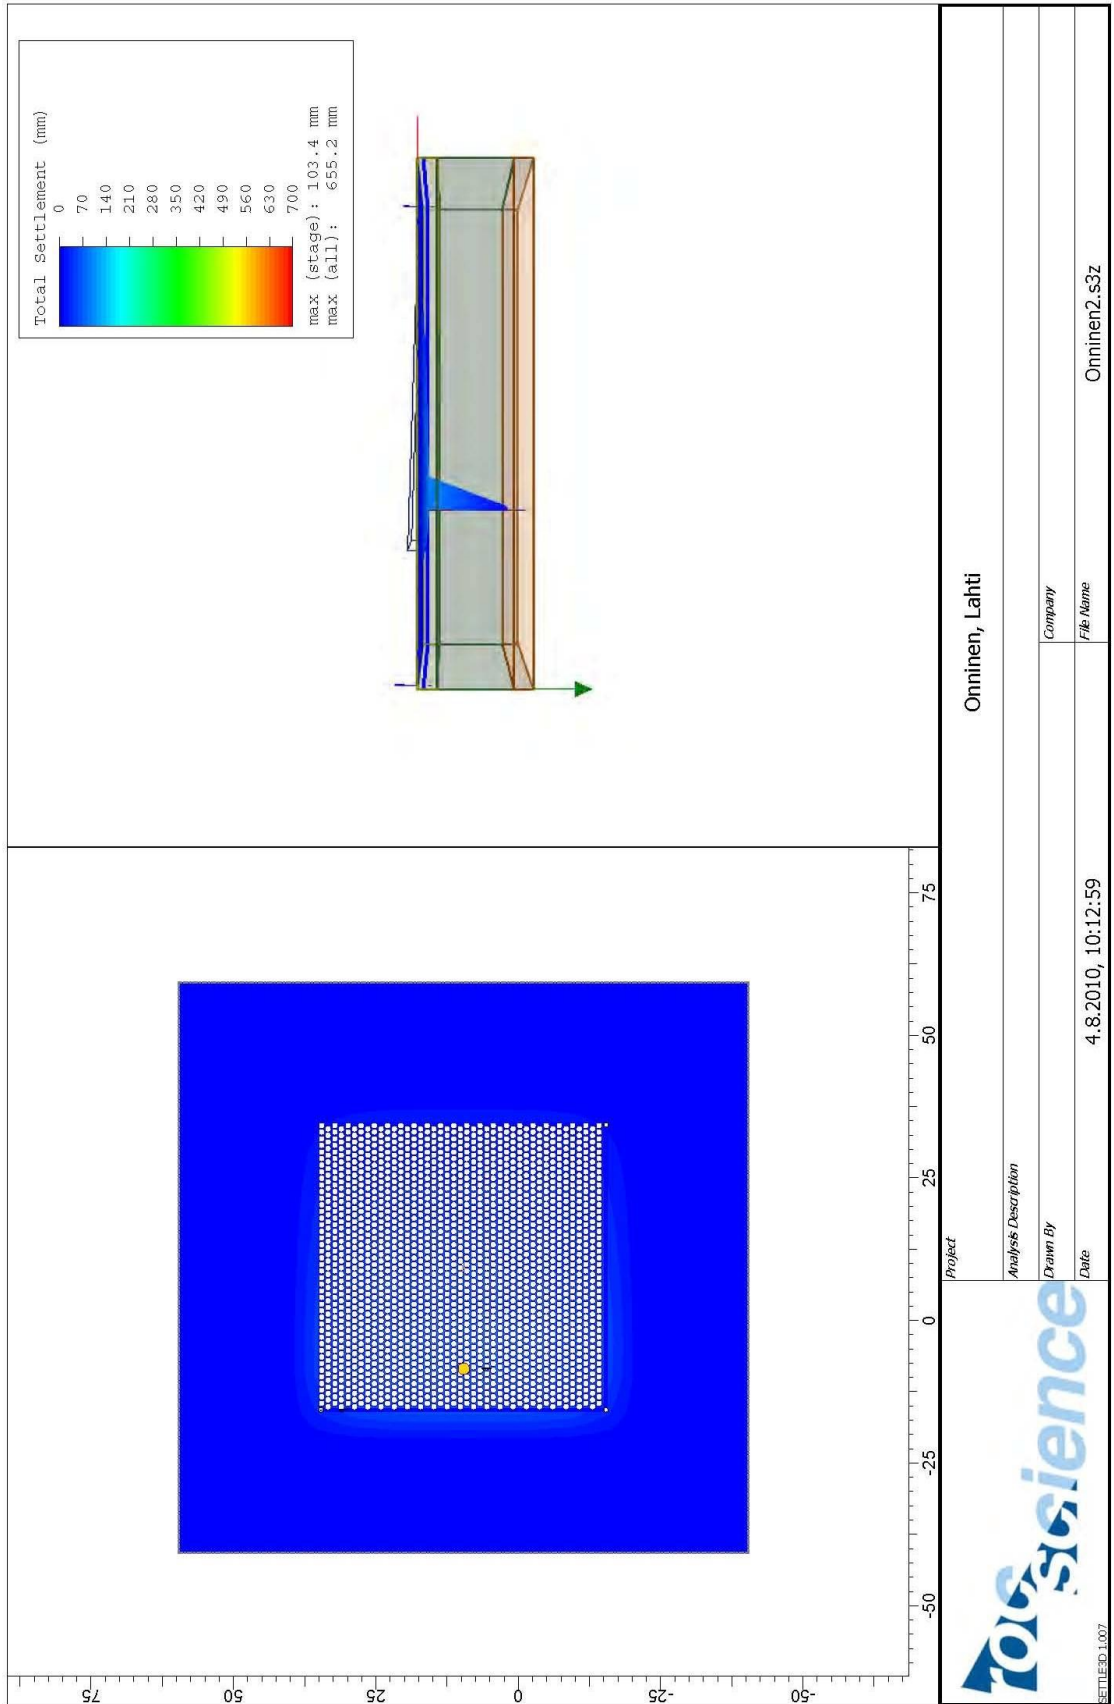 Total Settlement (mm)
0
70
140
210
280
350
420
490
560
630
700
max (stage): 103.4 mm
max (all): 655.2 mm
75
50
25
0
-25
-50
-50
-25
0
25
50
75
rocscience
SETTLE3D 1.007
Project
Onninen, Lahti
Analysis Description
Drawn By
Company
Date
4.8.2010, 10:12:59
File Name
Onninen2.s3z